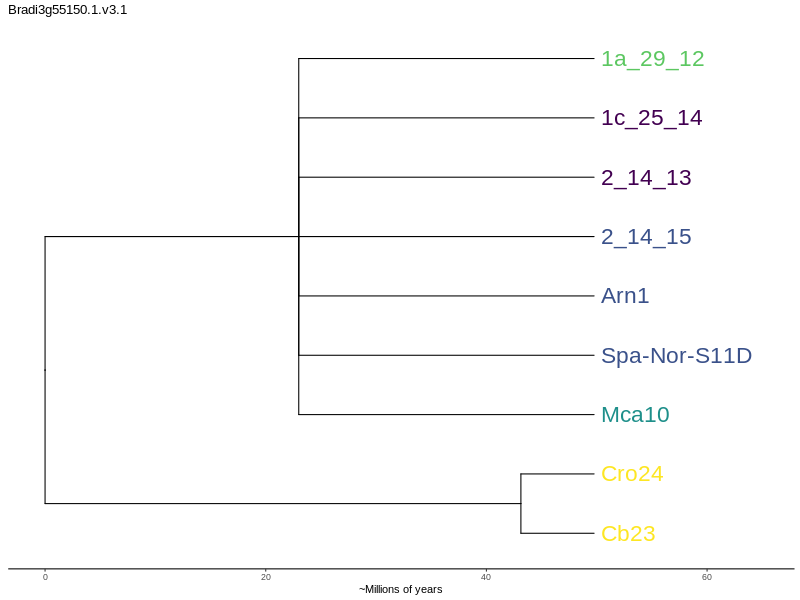 Bradi3g55150.1.v3.1
1a_29_12
1c_25_14
2_14_13
2_14_15
Arn1
Spa-Nor-S11D
Mca10
Cro24
Cb23
0 20 40 60
~Millions of years